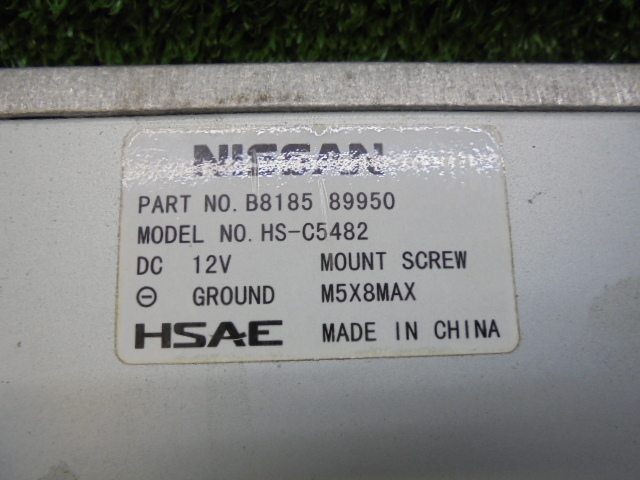 NISSAN
PART NO. B8185 89950
MODEL NO. HS-C5482
DC 12V MOUNT SCREW
⊖ GROUND M5X8MAX
HSAE MADE IN CHINA